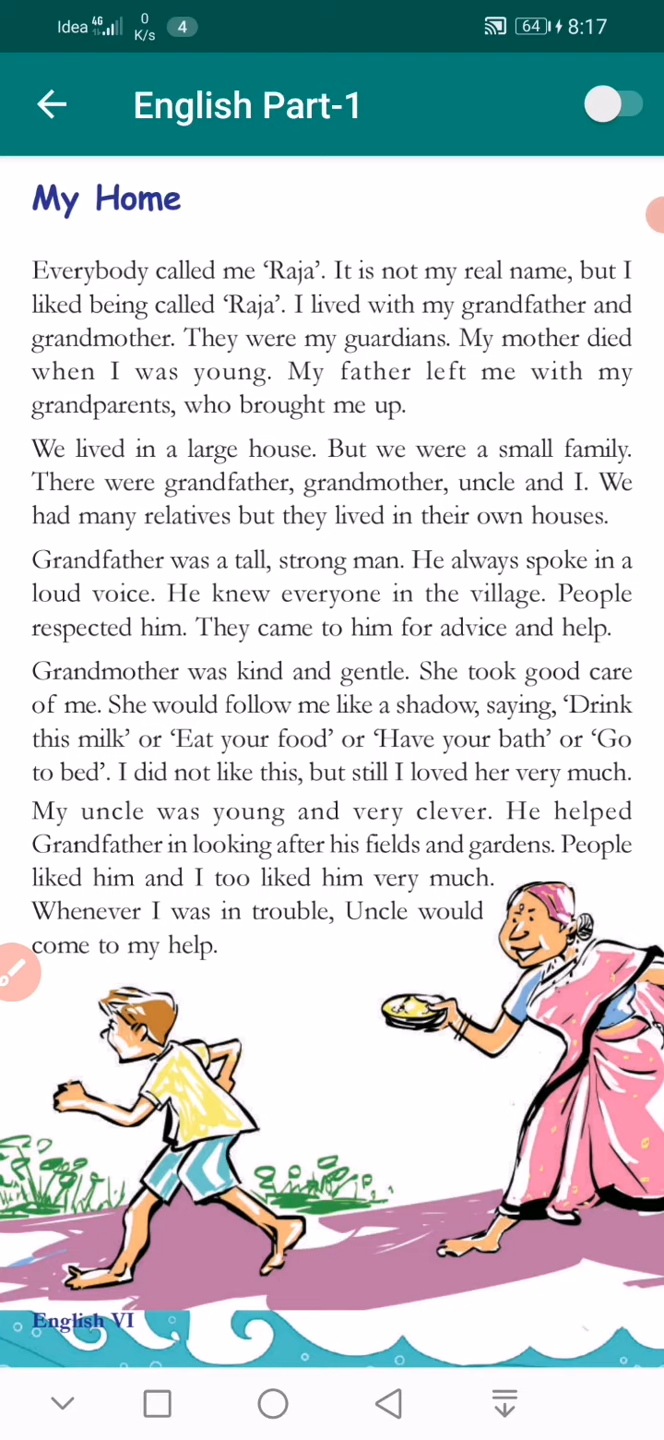 Idea 4G 0 K/s 4 64 8:17
English Part-1
My Home
Everybody called me ‘Raja’. It is not my real name, but I
liked being called ‘Raja’. I lived with my grandfather and
grandmother. They were my guardians. My mother died
when I was young. My father left me with my
grandparents, who brought me up.
We lived in a large house. But we were a small family.
There were grandfather, grandmother, uncle and I. We
had many relatives but they lived in their own houses.
Grandfather was a tall, strong man. He always spoke in a
loud voice. He knew everyone in the village. People
respected him. They came to him for advice and help.
Grandmother was kind and gentle. She took good care
of me. She would follow me like a shadow, saying, ‘Drink
this milk’ or ‘Eat your food’ or ‘Have your bath’ or ‘Go
to bed’. I did not like this, but still I loved her very much.
My uncle was young and very clever. He helped
Grandfather in looking after his fields and gardens. People
liked him and I too liked him very much.
Whenever I was in trouble, Uncle would
come to my help.
English VI